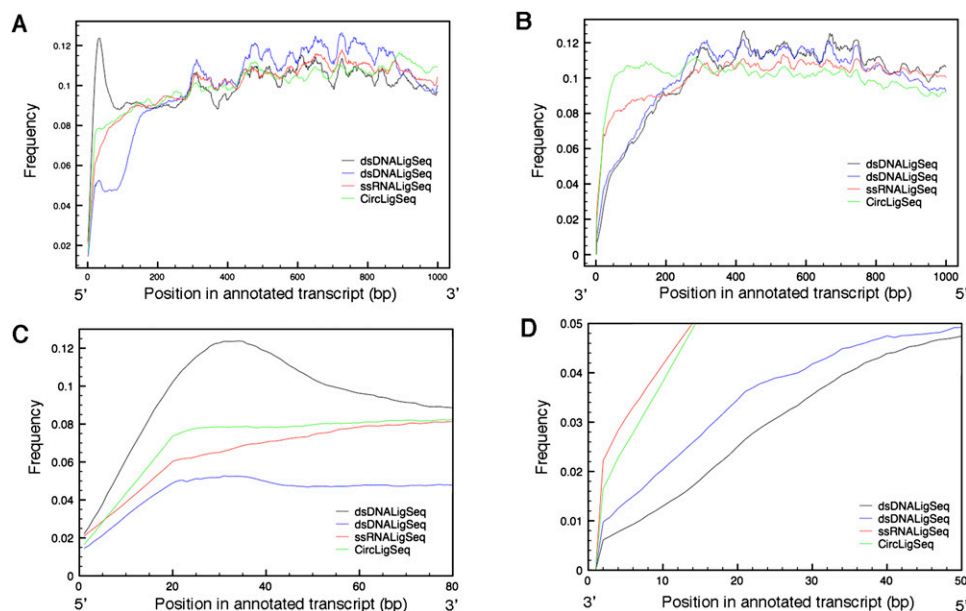 A
Frequency
0.12
0.1
0.08
0.06
0.04
0.02
dsDNALigSeq
dsDNALigSeq
ssRNALigSeq
CircLigSeq
0 200 400 600 800 1000
5' Position in annotated transcript (bp) 3'
B
Frequency
0.12
0.1
0.08
0.06
0.04
0.02
0
dsDNALigSeq
dsDNALigSeq
ssRNALigSeq
CircLigSeq
0 200 400 600 800 1000
3' Position in annotated transcript (bp) 5'
C
Frequency
0.12
0.1
0.08
0.06
0.04
0.02
0
dsDNALigSeq
dsDNALigSeq
ssRNALigSeq
CircLigSeq
0 20 40 60 80
5' Position in annotated transcript (bp) 3'
D
Frequency
0.05
0.04
0.03
0.02
0.01
0
dsDNALigSeq
dsDNALigSeq
ssRNALigSeq
CircLigSeq
0 10 20 30 40 50
3' Position in annotated transcript (bp) 5'